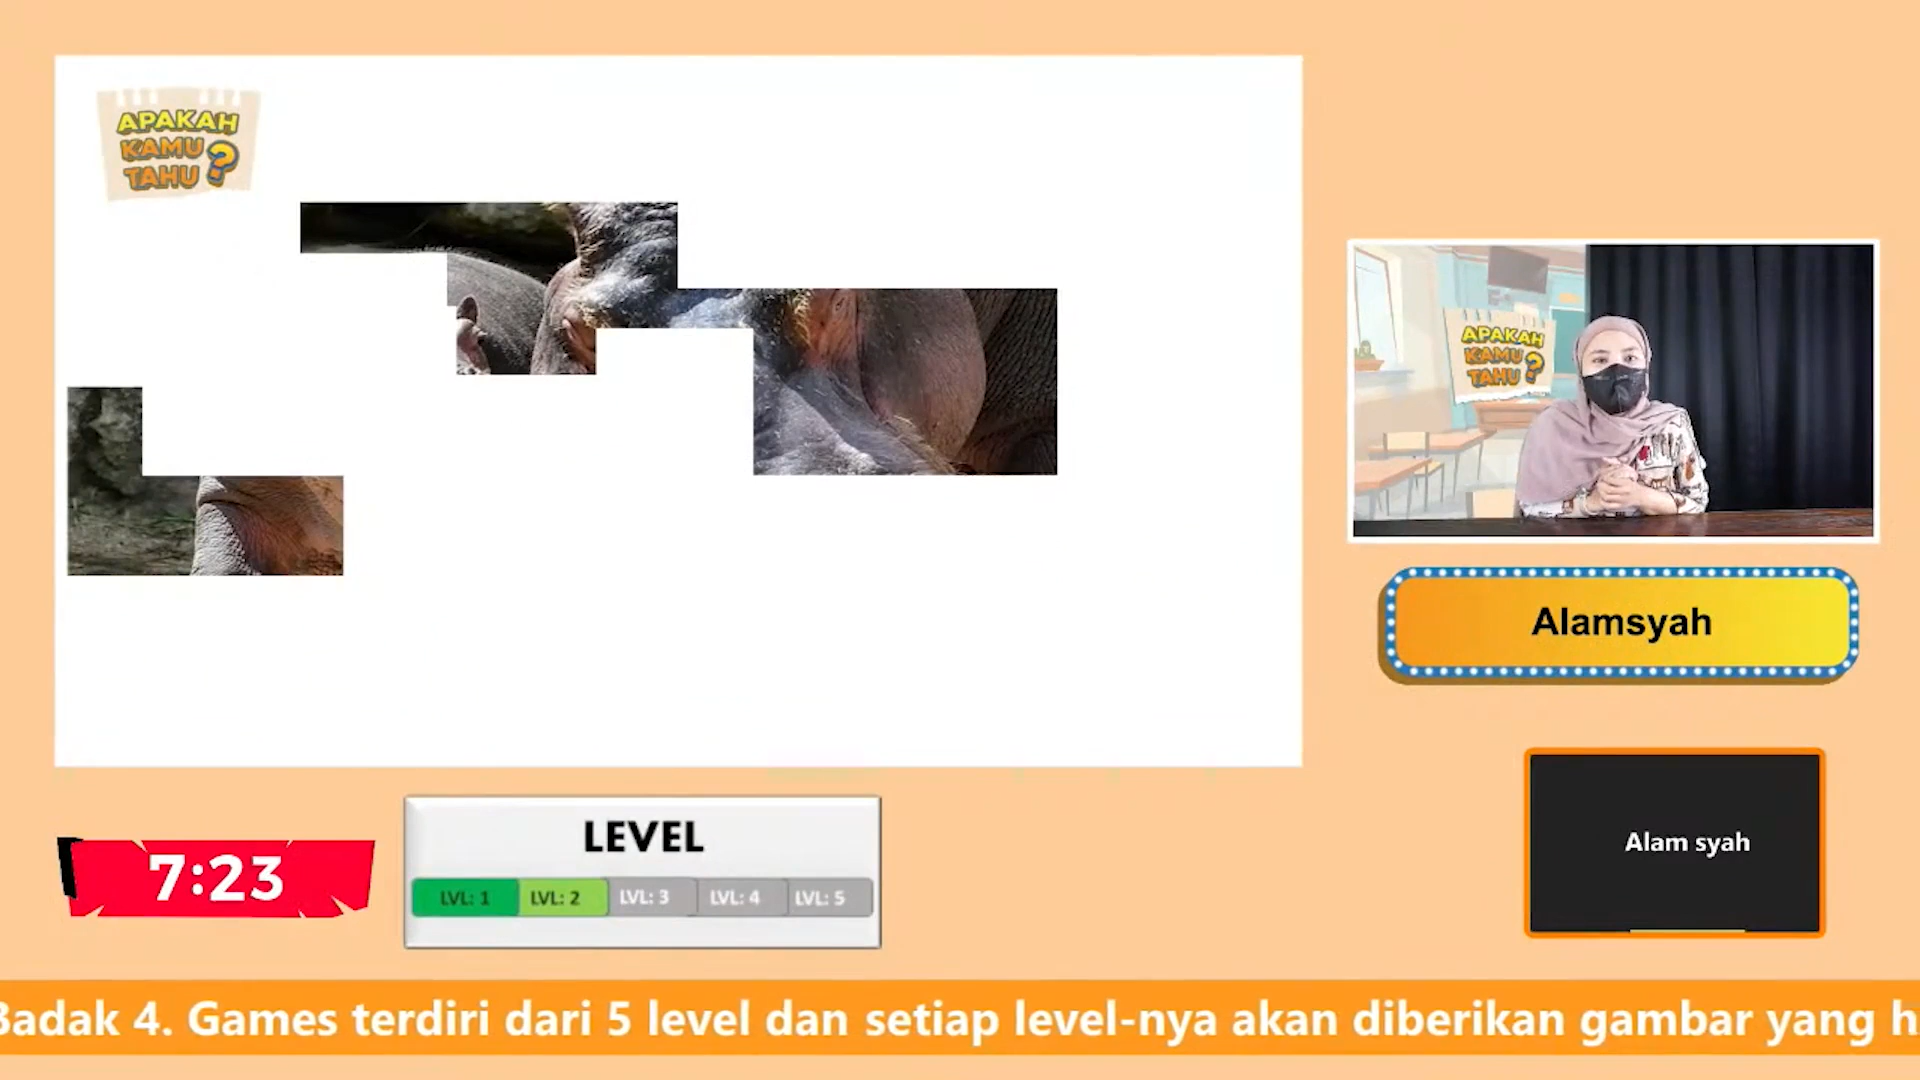 APAKAH
KAMU
TAHU ?
APAKAH
KAMU
TAHU ?
Alamsyah
Alam syah
7:23
LEVEL
LVL: 1 LVL: 2 LVL: 3 LVL: 4 LVL: 5
Badak 4. Games terdiri dari 5 level dan setiap level-nya akan diberikan gambar yang h